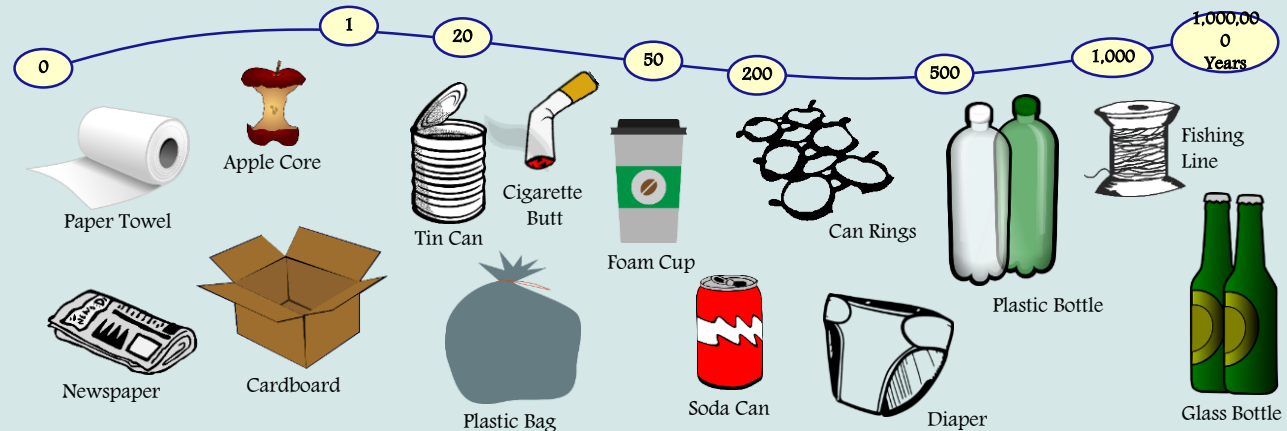 0
1
20
50
200
500
1,000
1,000,00
0
Years
Paper Towel
Apple Core
Tin Can
Cigarette
Butt
Foam Cup
Can Rings
Plastic Bottle
Fishing
Line
Newspaper
Cardboard
Plastic Bag
Soda Can
Diaper
Glass Bottle